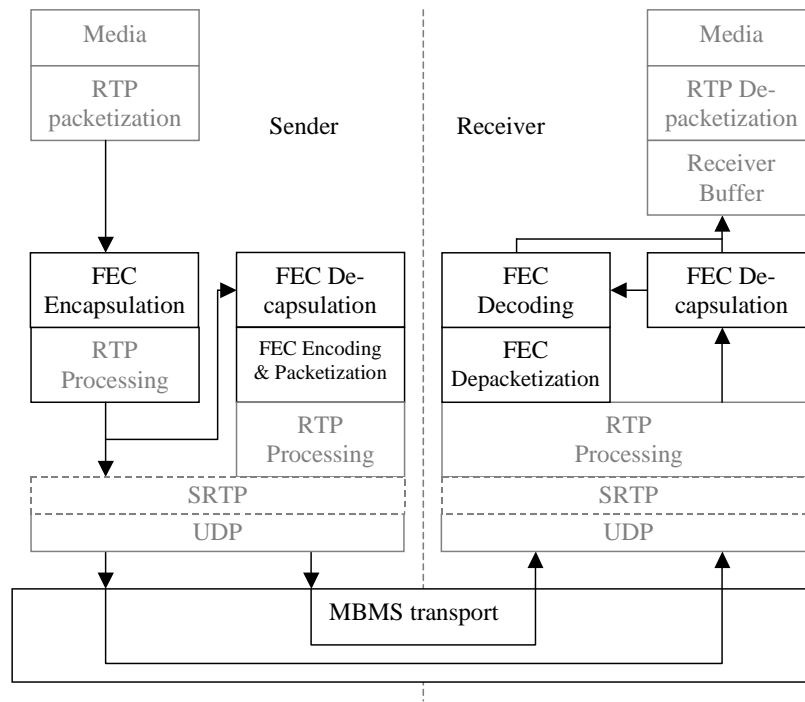 Media
RTP
packetization
Sender
Receiver
Media
RTP De-
packetization
Receiver
Buffer
FEC
Encapsulation
RTP
Processing
FEC De-
capsulation
FEC Encoding
& Packetization
RTP
Processing
FEC
Decoding
FEC
Depacketization
FEC De-
capsulation
RTP
Processing
SRTP
UDP
SRTP
UDP
MBMS transport